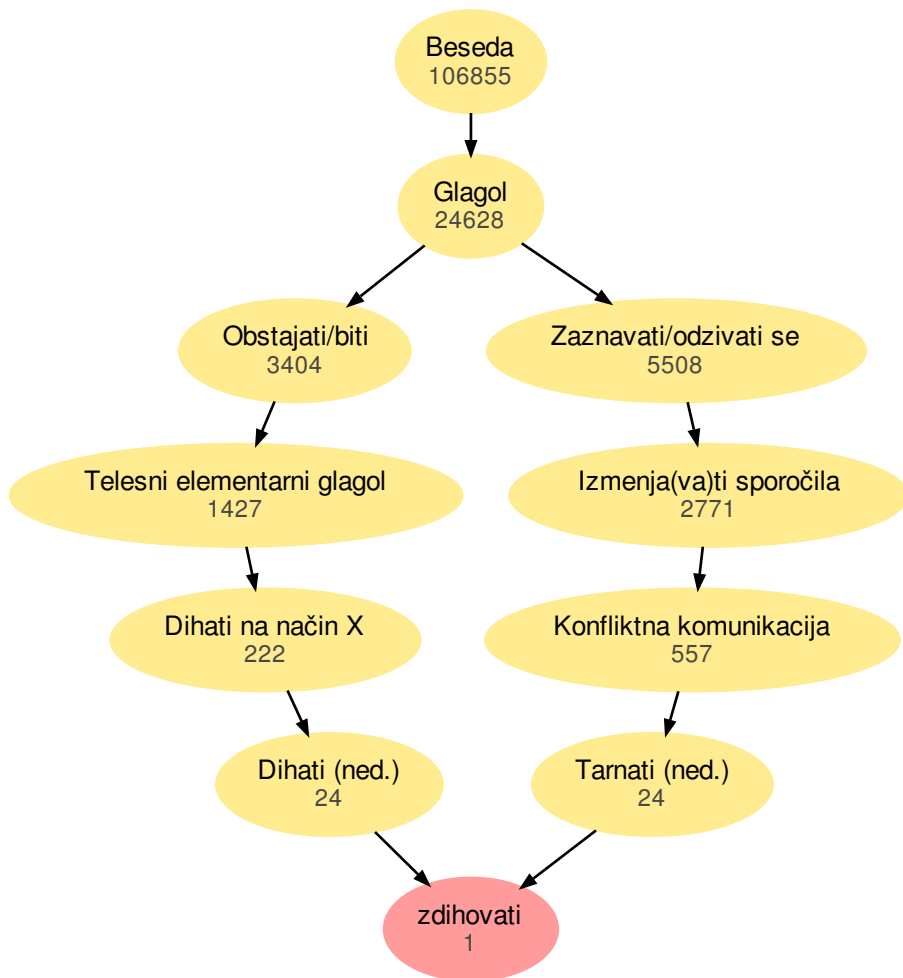 Beseda
106855
Glagol
24628
Obstajati/biti
3404
Zaznavati/odzivati se
5508
Telesni elementarni glagol
1427
Izmenja(va)ti sporočila
2771
Dihati na način X
222
Konfliktna komunikacija
557
Dihati (ned.)
24
Tarnati (ned.)
24
zdihovati
1